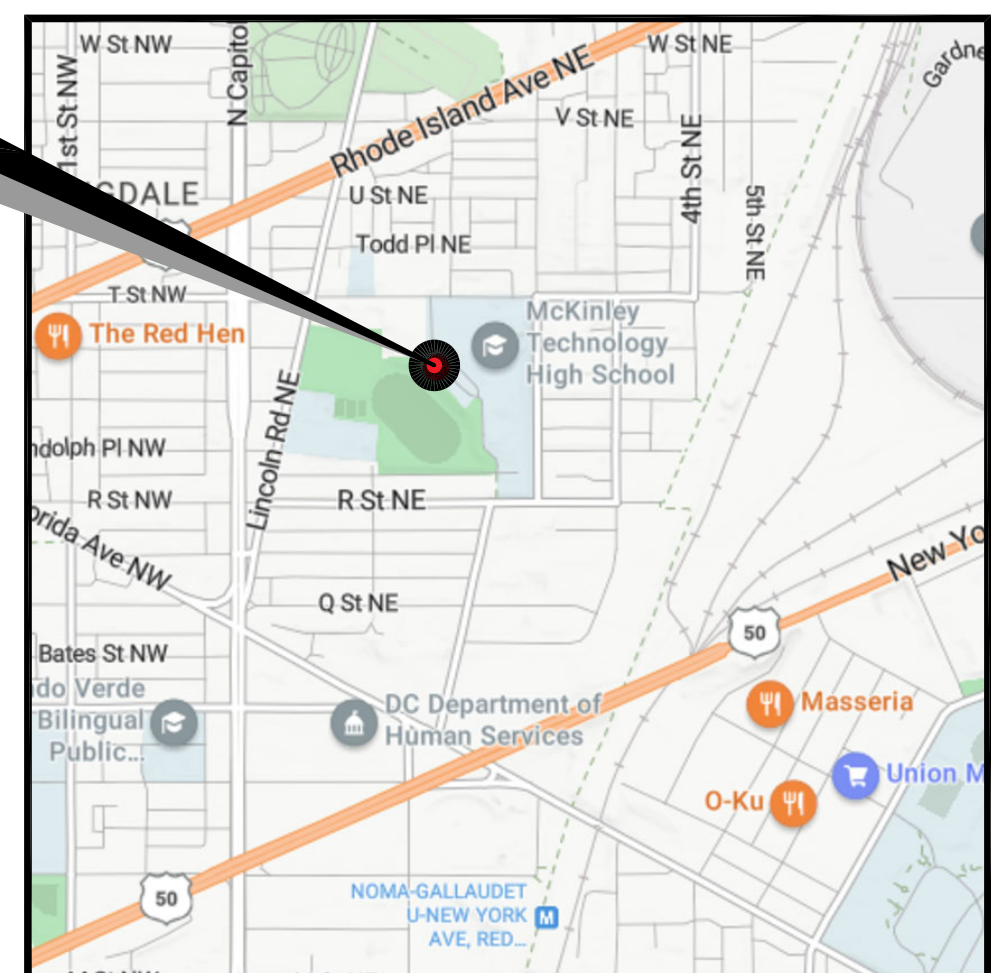 W St NW
W St NE
N Capitol
1st St NW
Gardne
Rhode Island Ave NE
V St NE
4th St NE
GDALE
U St NE
5th St NE
Todd Pl NE
T St NW
The Red Hen
McKinley
Technology
High School
Lincoln Rd NE
ndolph Pl NW
R St NW
R St NE
orida Ave NW
New Yo
Q St NE
50
Bates St NW
do Verde
Bilingual
Public...
DC Department of
Human Services
Masseria
Union M
O-Ku
50
NOMA-GALLAUDET
U-NEW YORK
AVE, RED...
M